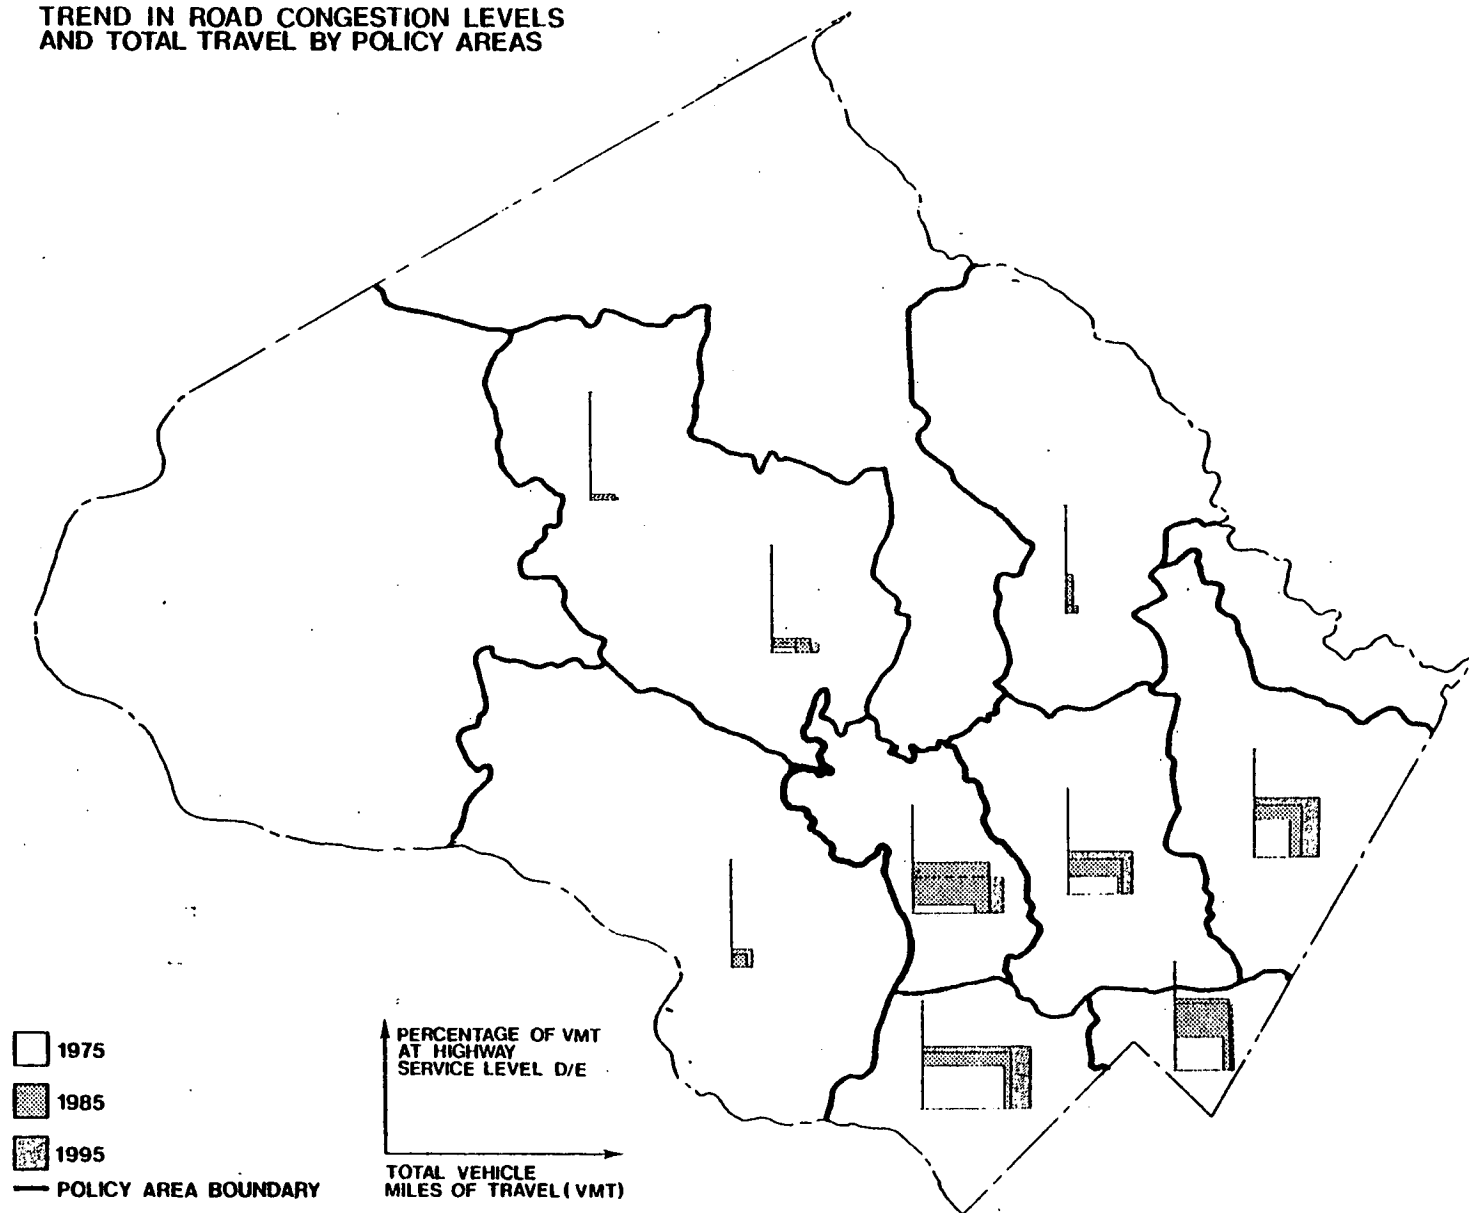 TREND IN ROAD CONGESTION LEVELS
AND TOTAL TRAVEL BY POLICY AREAS
1975
1985
1995
POLICY AREA BOUNDARY
PERCENTAGE OF VMT
AT HIGHWAY
SERVICE LEVEL D/E
TOTAL VEHICLE
MILES OF TRAVEL (VMT)